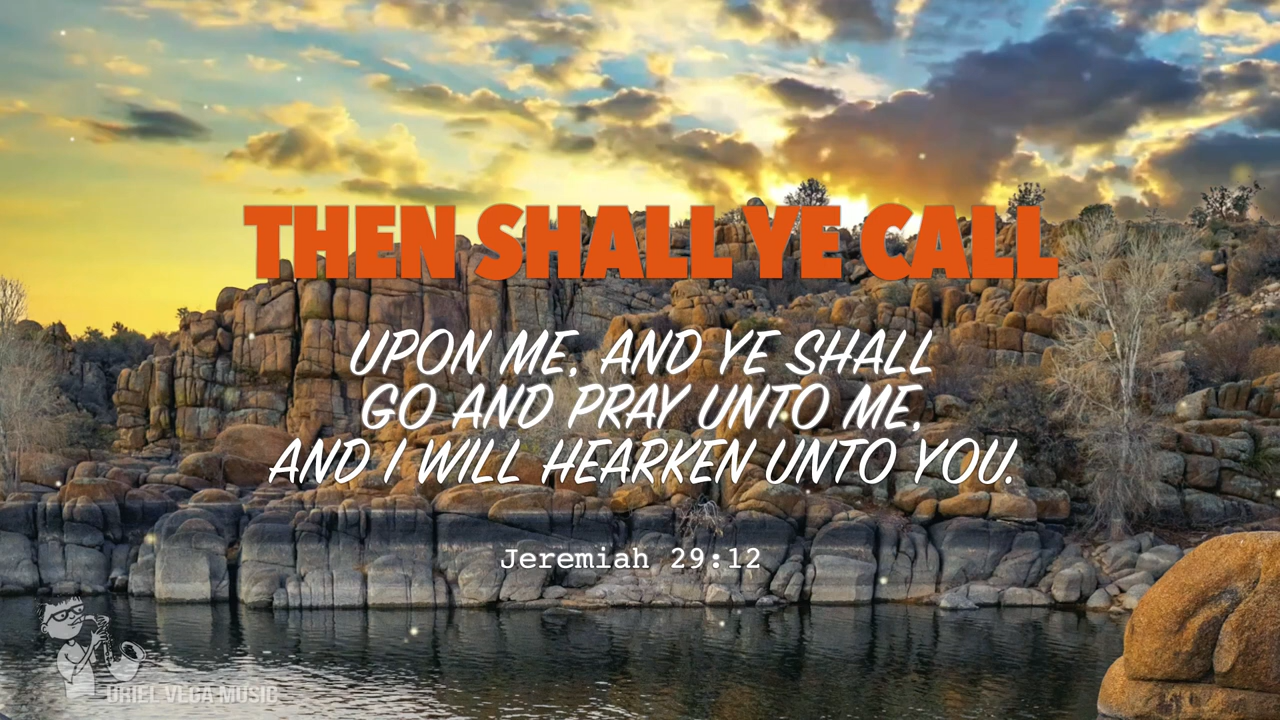 THEN SHALL YE CALL
UPON ME, AND YE SHALL
GO AND PRAY UNTO ME,
AND I WILL HEARKEN UNTO YOU.
Jeremiah 29:12
URIEL VEGA MUSIC